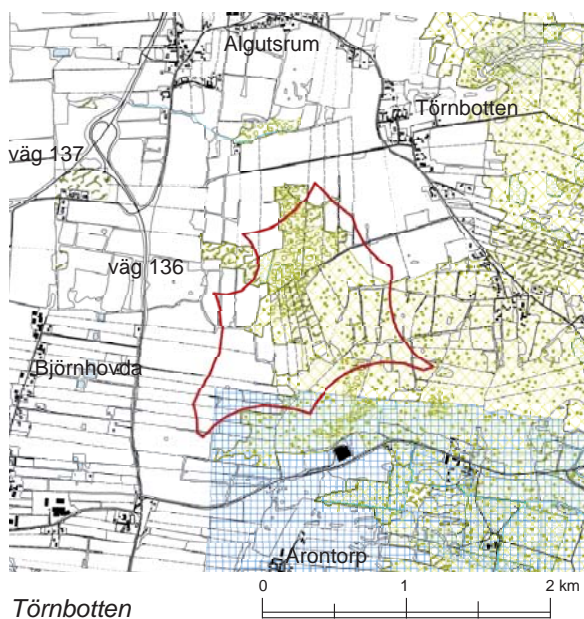 Algutsrum
Törnbotten
väg 137
väg 136
Björnhovda
Arontorp
0 1 2 km
Törnbotten